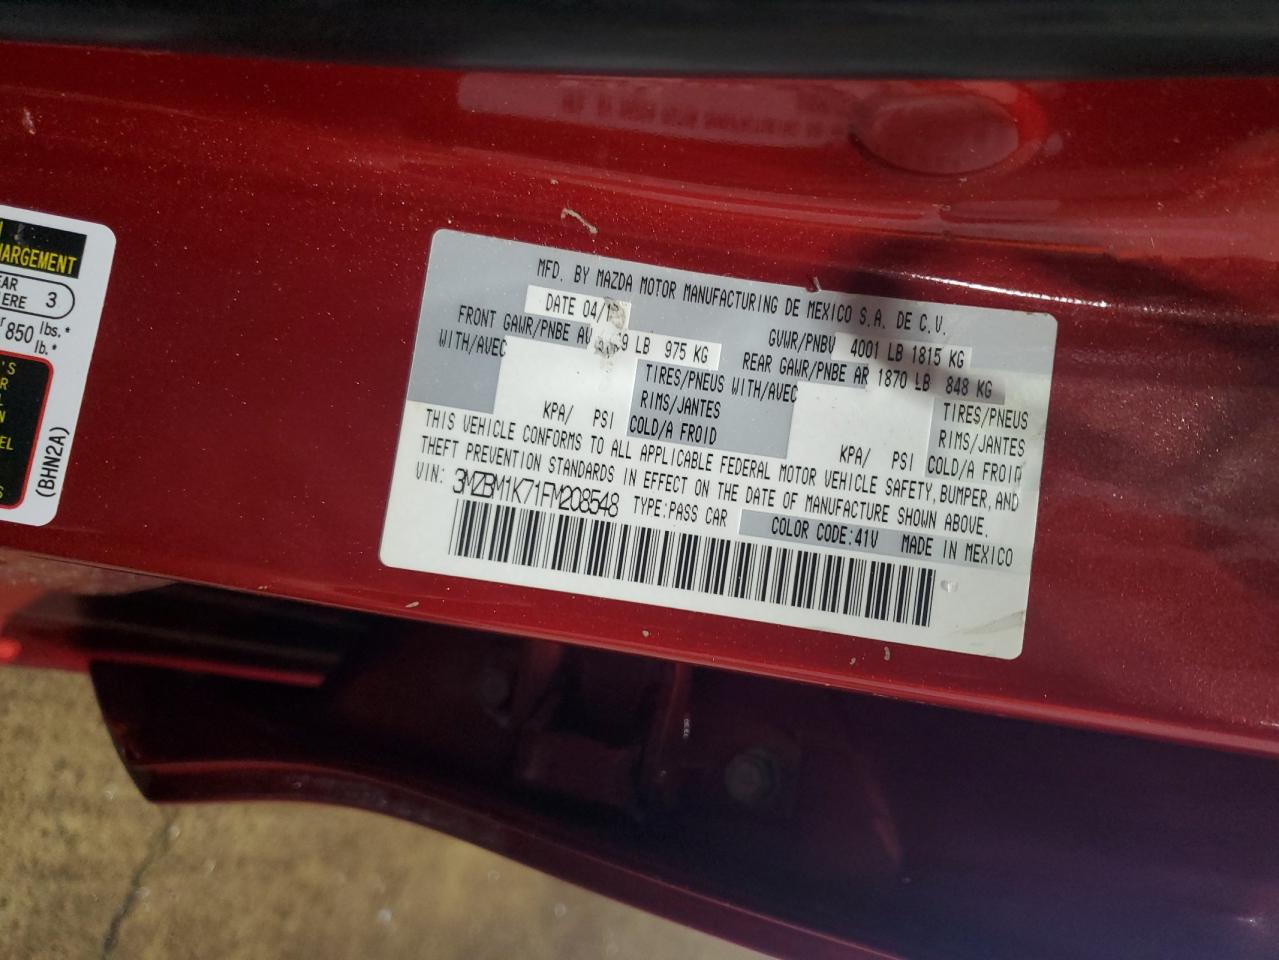 HARGEMENT
3
850 lbs.*
lb.*
(BHN2A)
MFD. BY MAZDA MOTOR MANUFACTURING DE MEXICO S.A. DE C.V.
DATE 04/1
GVWR/PNBV 4001 LB 1815 KG
FRONT GAWR/PNBE AV LB 975 KG
REAR GAWR/PNBE AR 1870 LB 848 KG
WITH/AVEC
TIRES/PNEUS
RIMS/JANTES
KPA/ PSI COLD/A FROID
WITH/AVEC
TIRES/PNEUS
RIMS/JANTES
KPA/ PSI COLD/A FROID
THIS VEHICLE CONFORMS TO ALL APPLICABLE FEDERAL MOTOR VEHICLE SAFETY, BUMPER, AND
THEFT PREVENTION STANDARDS IN EFFECT ON THE DATE OF MANUFACTURE SHOWN ABOVE.
VIN: 3MZBM1K71FM208548 TYPE:PASS CAR
COLOR CODE:41V MADE IN MEXICO